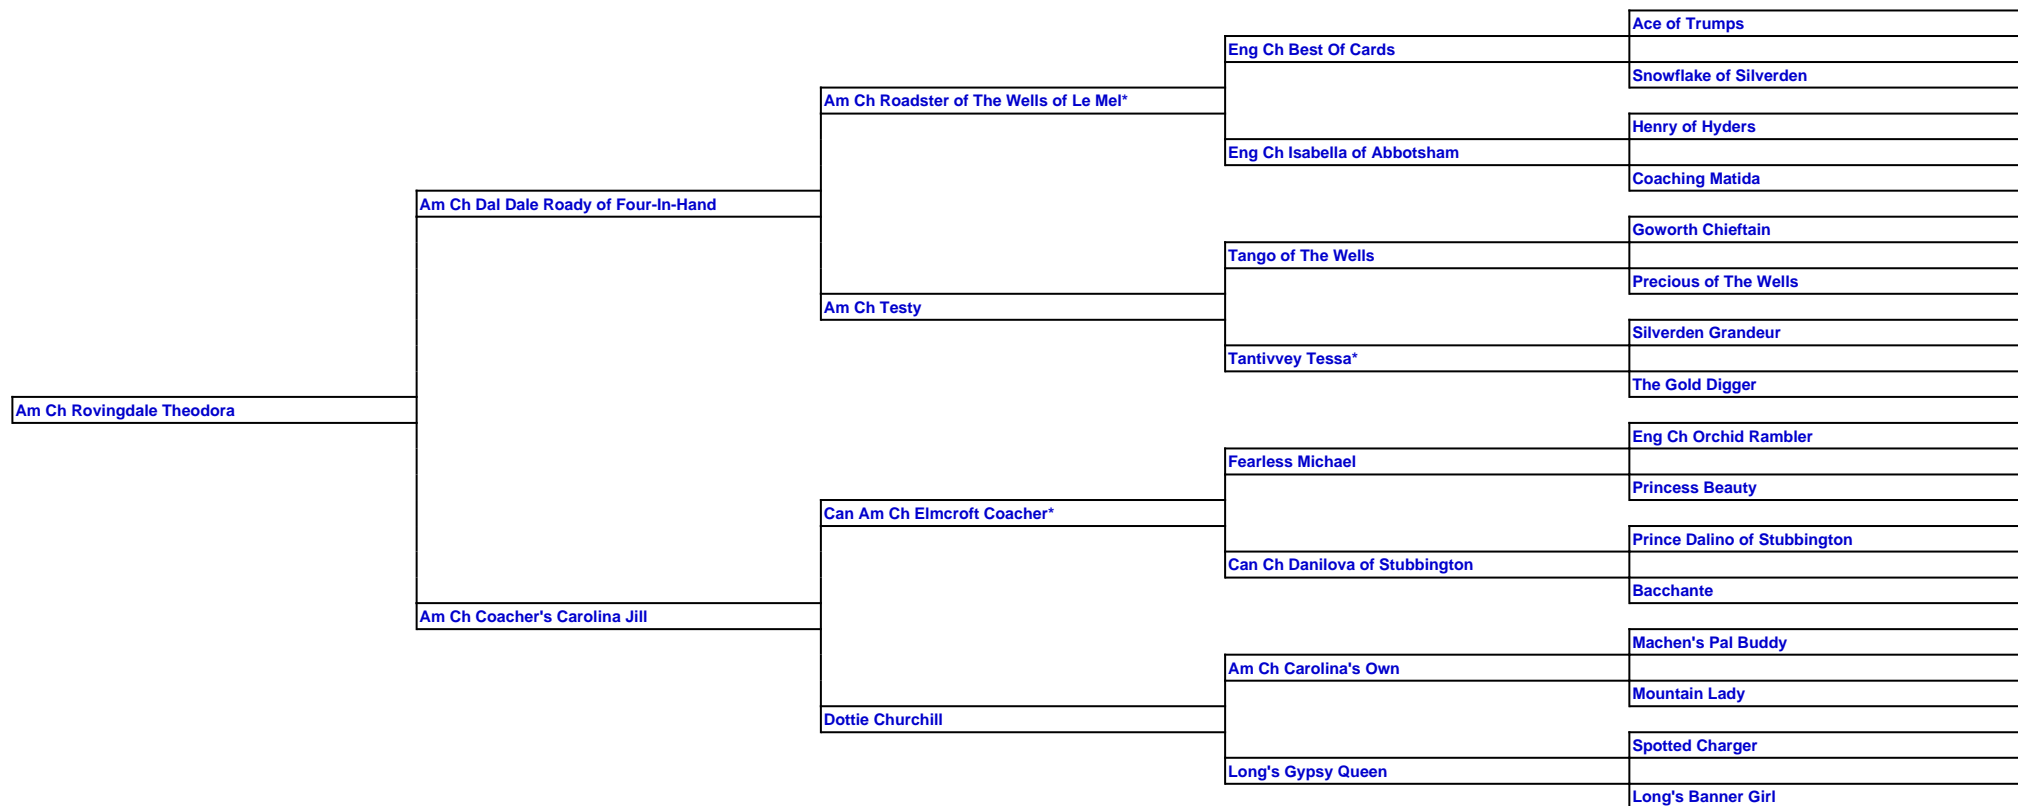 Ace of Trumps
Eng Ch Best Of Cards
Snowflake of Silverden
Am Ch Roadster of The Wells of Le Mel*
Henry of Hyders
Eng Ch Isabella of Abbotsham
Coaching Matida
Am Ch Dal Dale Roady of Four-In-Hand
Goworth Chieftain
Tango of The Wells
Precious of The Wells
Am Ch Testy
Silverden Grandeur
Tantivvey Tessa*
The Gold Digger
Am Ch Rovingdale Theodora
Eng Ch Orchid Rambler
Fearless Michael
Princess Beauty
Can Am Ch Elmcroft Coacher*
Prince Dalino of Stubbington
Can Ch Danilova of Stubbington
Bacchante
Am Ch Coacher's Carolina Jill
Machen's Pal Buddy
Am Ch Carolina's Own
Mountain Lady
Dottie Churchill
Spotted Charger
Long's Gypsy Queen
Long's Banner Girl